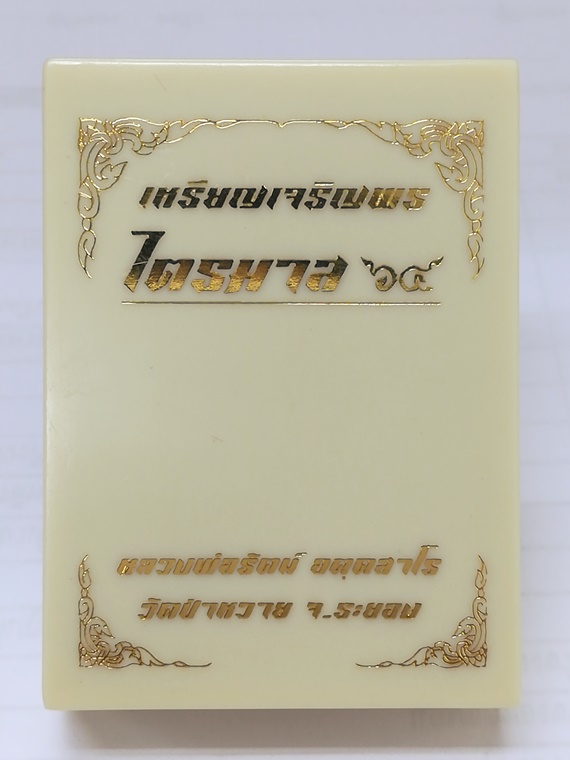 เหรียญเจริญพร
ไตรมาส ๖๔
หลวงพ่อรัตน์ อตฺตสาโร
วัดป่าหวาย จ.ระยอง